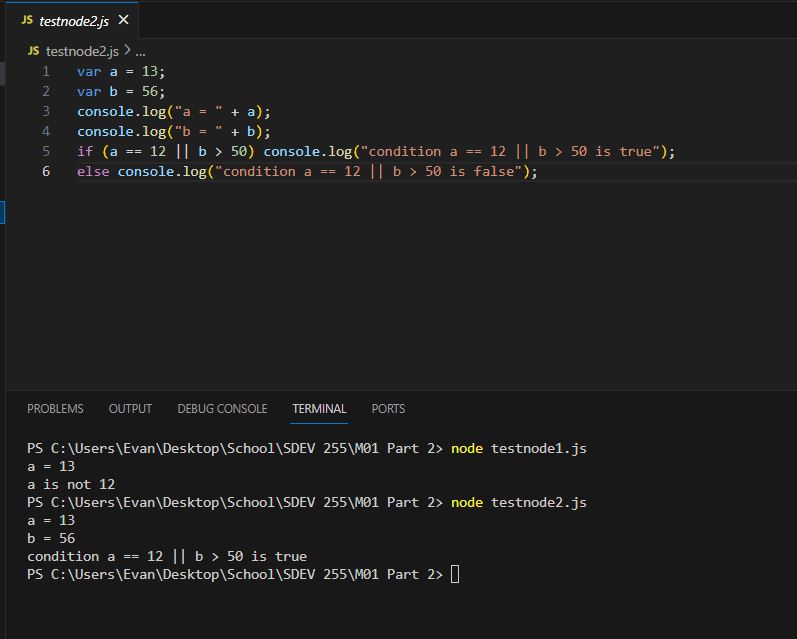 JS testnode2.js ×
JS testnode2.js > ...
1 var a = 13;
2 var b = 56;
3 console.log("a = " + a);
4 console.log("b = " + b);
5 if (a == 12 || b > 50) console.log("condition a == 12 || b > 50 is true");
6 else console.log("condition a == 12 || b > 50 is false");
PROBLEMS OUTPUT DEBUG CONSOLE TERMINAL PORTS
PS C:\Users\Evan\Desktop\School\SDEV 255\M01 Part 2> node testnode1.js
a = 13
a is not 12
PS C:\Users\Evan\Desktop\School\SDEV 255\M01 Part 2> node testnode2.js
a = 13
b = 56
condition a == 12 || b > 50 is true
PS C:\Users\Evan\Desktop\School\SDEV 255\M01 Part 2>